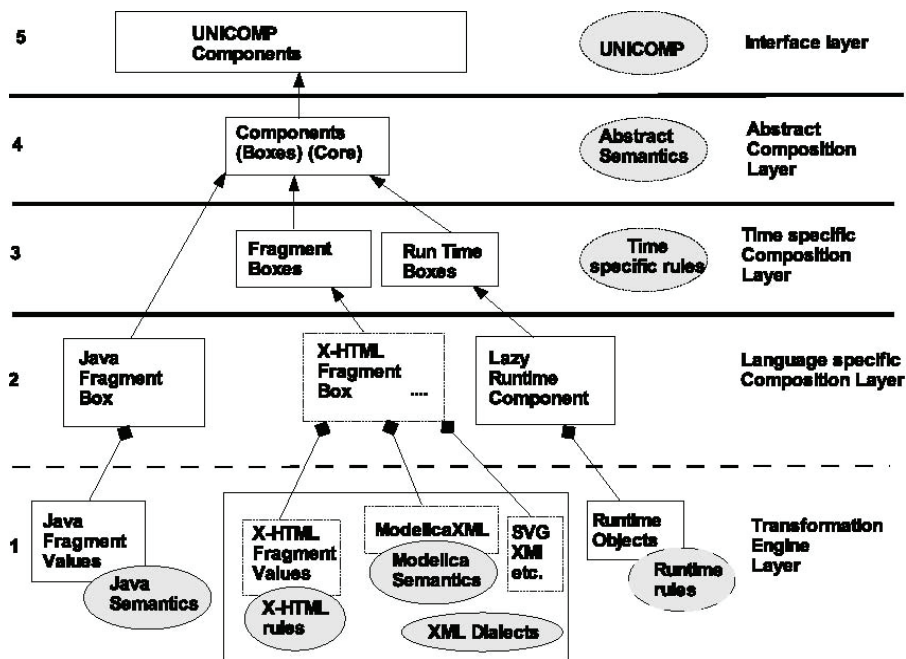 5
UNICOMP
Components
UNICOMP
Interface layer
4
Components
(Boxes) (Core)
Abstract
Semantics
Abstract
Composition
Layer
3
Fragment
Boxes
Run Time
Boxes
Time
specific rules
Time specific
Composition
Layer
2
Java
Fragment
Box
X-HTML
Fragment
Box ....
Lazy
Runtime
Component
Language specific
Composition Layer
1
Java
Fragment
Values
Java
Semantics
X-HTML
Fragment
Values
X-HTML
rules
ModelicaXML
Modelica
Semantics
SVG
XMI
etc.
XML Dialects
Runtime
Objects
Runtime
rules
Transformation
Engine
Layer